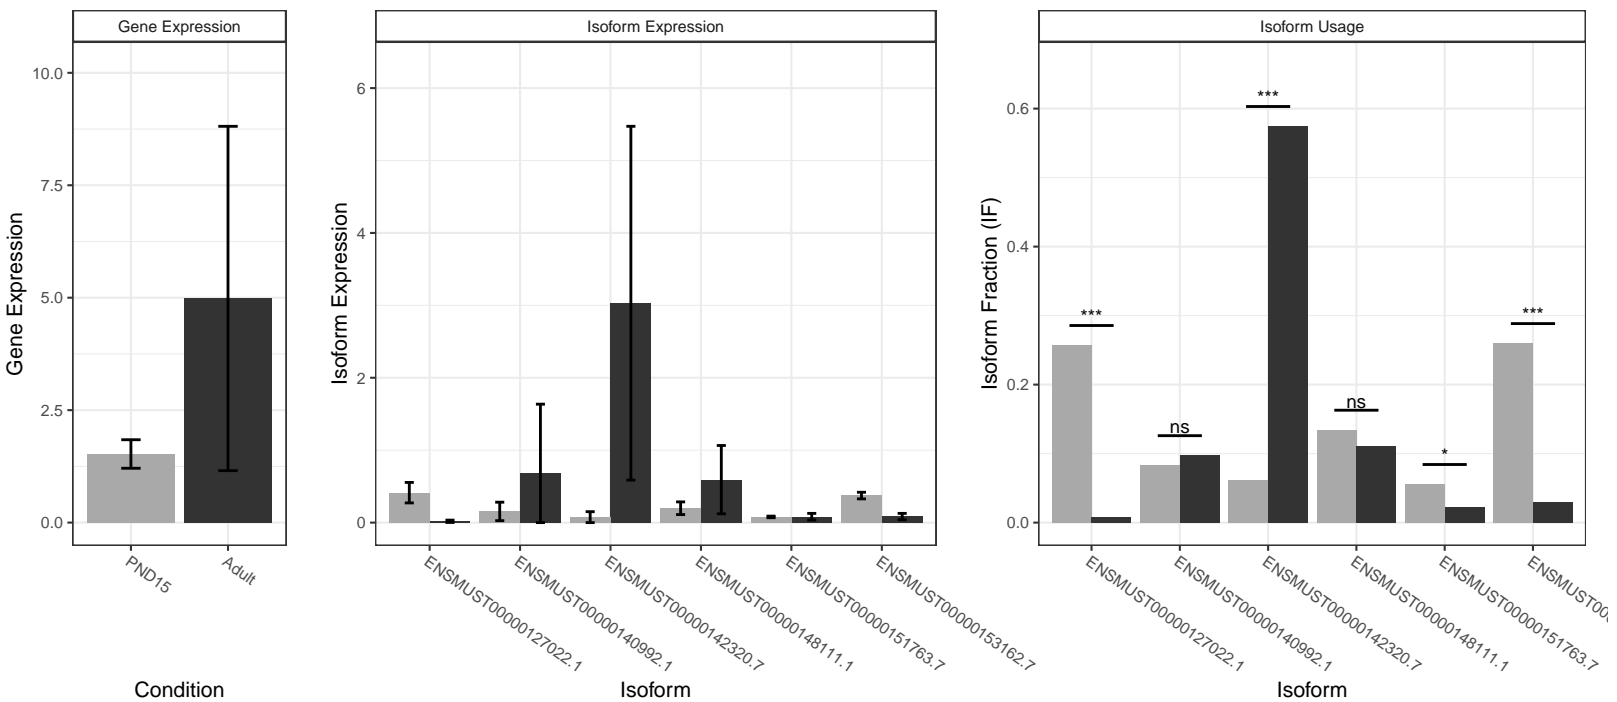 Gene Expression
Isoform Expression
Isoform Usage
Gene Expression
10.0
7.5
5.0
2.5
0.0
PND15
Adult
Condition
Isoform Expression
6
4
2
0
ENSMUST00000127022.1
ENSMUST00000140992.1
ENSMUST00000142320.7
ENSMUST00000148111.1
ENSMUST00000151763.7
ENSMUST00000153162.7
Isoform
Isoform Fraction (IF)
0.6
0.4
0.2
0.0
***
ns
***
ns
*
***
ENSMUST00000127022.1
ENSMUST00000140992.1
ENSMUST00000142320.7
ENSMUST00000148111.1
ENSMUST00000151763.7
Isoform